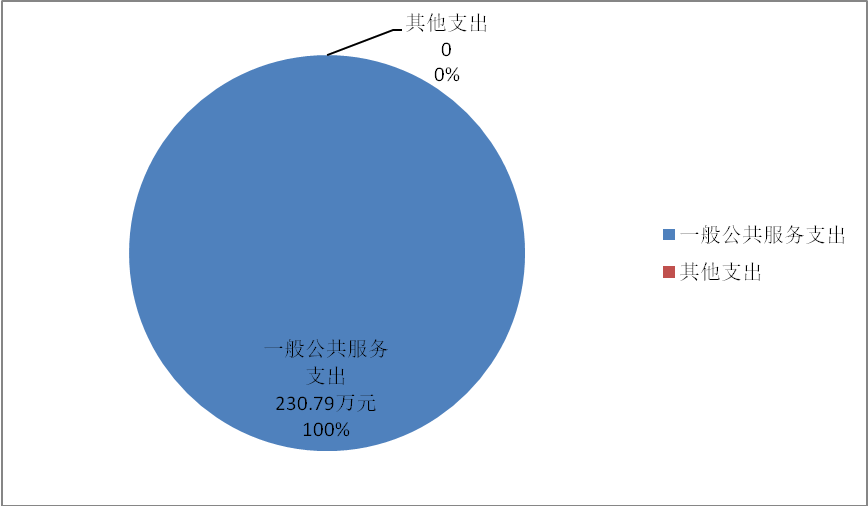 其他支出
0
0%
一般公共服务
支出
230.79万元
100%
一般公共服务支出
其他支出